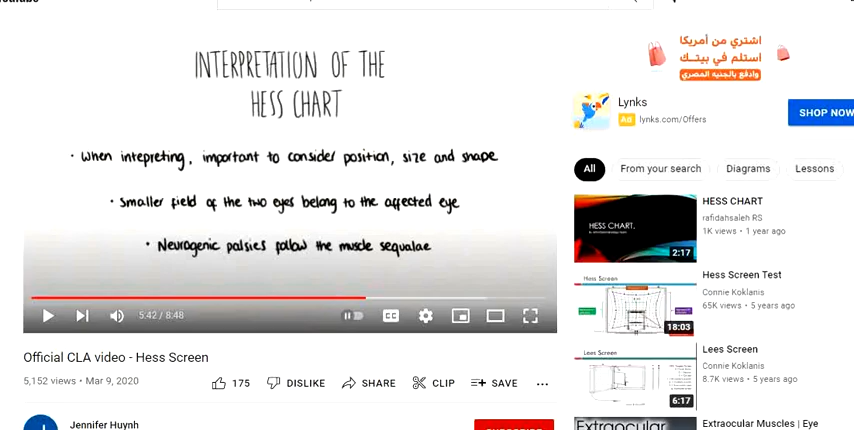 INTERPRETATION OF THE
HESS CHART
· When intepreting, important to consider position, size and shape
· Smaller field of the two eyes belong to the affected eye
· Neurogenic palsies follow the muscle sequalae
5:42 / 8:48
CC
Official CLA video - Hess Screen
5,152 views • Mar 9, 2020
175
DISLIKE
SHARE
CLIP
SAVE
...
Jennifer Huynh
اشتري من أمريكا
استلم في بيتك
وادفع بالجنيه المصري
Lynks
Ad lynks.com/Offers
SHOP NOW
All
From your search
Diagrams
Lessons
HESS CHART.
2:17
HESS CHART
rafidahsaleh RS
1K views • 1 year ago
Hess Screen
18:03
Hess Screen Test
Connie Koklanis
65K views • 5 years ago
Lees Screen
6:17
Lees Screen
Connie Koklanis
8.7K views • 5 years ago
Extraocular
Extraocular Muscles | Eye